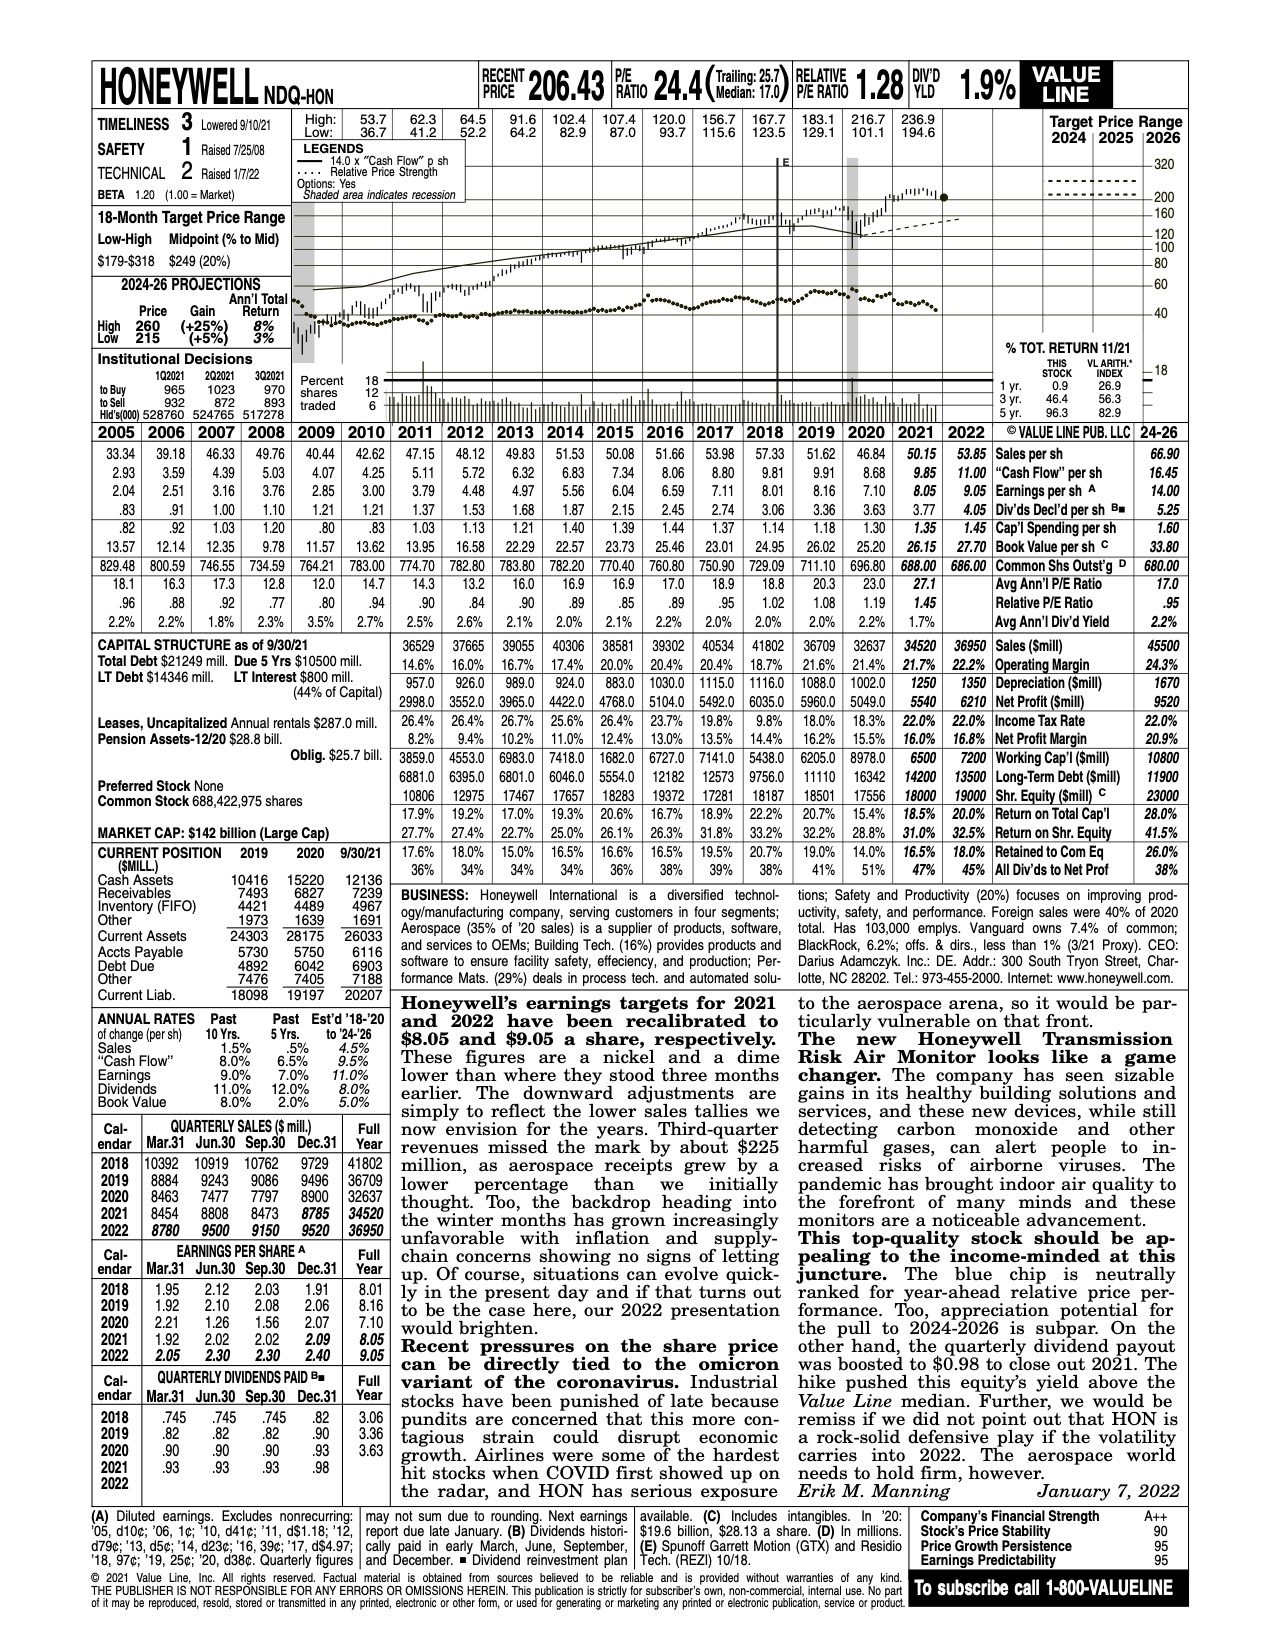 HONEYWELL NDQ-HON
RECENT PRICE 206.43 P/E RATIO 24.4 (Trailing: 25.7 Median: 17.0) RELATIVE P/E RATIO 1.28 DIV'D YLD 1.9% VALUE LINE
TIMELINESS 3 Lowered 9/10/21
SAFETY 1 Raised 7/25/08
TECHNICAL 2 Raised 1/7/22
BETA 1.20 (1.00 = Market)
18-Month Target Price Range
Low-High Midpoint (% to Mid)
$179-$318 $249 (20%)
2024-26 PROJECTIONS
Ann'l Total
Price Gain Return
High 260 (+25%) 8%
Low 215 (+5%) 3%
Institutional Decisions
1Q2021 2Q2021 3Q2021
to Buy 965 1023 970
to Sell 932 872 893
Hld's(000) 528760 524765 517278
High: 53.7 62.3 64.5 91.6 102.4 107.4 120.0 156.7 167.7 183.1 216.7 236.9
Low: 36.7 41.2 52.2 64.2 82.9 87.0 93.7 115.6 123.5 129.1 101.1 194.6
LEGENDS
14.0 x "Cash Flow" p sh
. . . . Relative Price Strength
Options: Yes
Shaded area indicates recession
E
Target Price Range
2024 2025 2026
320
200
160
120
100
80
60
40
18
Percent 18
shares 12
traded 6
% TOT. RETURN 11/21
THIS VL ARITH.*
STOCK INDEX
1 yr. 0.9 26.9
3 yr. 46.4 56.3
5 yr. 96.3 82.9
2005 2006 2007 2008 2009 2010 2011 2012 2013 2014 2015 2016 2017 2018 2019 2020 2021 2022 © VALUE LINE PUB. LLC 24-26
33.34 39.18 46.33 49.76 40.44 42.62 47.15 48.12 49.83 51.53 50.08 51.66 53.98 57.33 51.62 46.84 50.15 53.85 Sales per sh 66.90
2.93 3.59 4.39 5.03 4.07 4.25 5.11 5.72 6.32 6.83 7.34 8.06 8.80 9.81 9.91 8.68 9.85 11.00 "Cash Flow" per sh 16.45
2.04 2.51 3.16 3.76 2.85 3.00 3.79 4.48 4.97 5.56 6.04 6.59 7.11 8.01 8.16 7.10 8.05 9.05 Earnings per sh A 14.00
.83 .91 1.00 1.10 1.21 1.21 1.37 1.53 1.68 1.87 2.15 2.45 2.74 3.06 3.36 3.63 3.77 4.05 Div'ds Decl'd per sh B■ 5.25
.82 .92 1.03 1.20 .80 .83 1.03 1.13 1.21 1.40 1.39 1.44 1.37 1.14 1.18 1.30 1.35 1.45 Cap'l Spending per sh 1.60
13.57 12.14 12.35 9.78 11.57 13.62 13.95 16.58 22.29 22.57 23.73 25.46 23.01 24.95 26.02 25.20 26.15 27.70 Book Value per sh C 33.80
829.48 800.59 746.55 734.59 764.21 783.00 774.70 782.80 783.80 782.20 770.40 760.80 750.90 729.09 711.10 696.80 688.00 686.00 Common Shs Outst'g D 680.00
18.1 16.3 17.3 12.8 12.0 14.7 14.3 13.2 16.0 16.9 16.9 17.0 18.9 18.8 20.3 23.0 27.1 Avg Ann'l P/E Ratio 17.0
.96 .88 .92 .77 .80 .94 .90 .84 .90 .89 .85 .89 .95 1.02 1.08 1.19 1.45 Relative P/E Ratio .95
2.2% 2.2% 1.8% 2.3% 3.5% 2.7% 2.5% 2.6% 2.1% 2.0% 2.1% 2.2% 2.0% 2.0% 2.0% 2.2% 1.7% Avg Ann'l Div'd Yield 2.2%
CAPITAL STRUCTURE as of 9/30/21
Total Debt $21249 mill. Due 5 Yrs $10500 mill.
LT Debt $14346 mill. LT Interest $800 mill.
(44% of Capital)
Leases, Uncapitalized Annual rentals $287.0 mill.
Pension Assets-12/20 $28.8 bill.
Oblig. $25.7 bill.
Preferred Stock None
Common Stock 688,422,975 shares
MARKET CAP: $142 billion (Large Cap)
36529 37665 39055 40306 38581 39302 40534 41802 36709 32637 34520 36950 Sales ($mill) 45500
14.6% 16.0% 16.7% 17.4% 20.0% 20.4% 20.4% 18.7% 21.6% 21.4% 21.7% 22.2% Operating Margin 24.3%
957.0 926.0 989.0 924.0 883.0 1030.0 1115.0 1116.0 1088.0 1002.0 1250 1350 Depreciation ($mill) 1670
2998.0 3552.0 3965.0 4422.0 4768.0 5104.0 5492.0 6035.0 5960.0 5049.0 5540 6210 Net Profit ($mill) 9520
26.4% 26.4% 26.7% 25.6% 26.4% 23.7% 19.8% 9.8% 18.0% 18.3% 22.0% 22.0% Income Tax Rate 22.0%
8.2% 9.4% 10.2% 11.0% 12.4% 13.0% 13.5% 14.4% 16.2% 15.5% 16.0% 16.8% Net Profit Margin 20.9%
3859.0 4553.0 6983.0 7418.0 1682.0 6727.0 7141.0 5438.0 6205.0 8978.0 6500 7200 Working Cap'l ($mill) 10800
6881.0 6395.0 6801.0 6046.0 5554.0 12182 12573 9756.0 11110 16342 14200 13500 Long-Term Debt ($mill) 11900
10806 12975 17467 17657 18283 19372 17281 18187 18501 17556 18000 19000 Shr. Equity ($mill) C 23000
17.9% 19.2% 17.0% 19.3% 20.6% 16.7% 18.9% 22.2% 20.7% 15.4% 18.5% 20.0% Return on Total Cap'l 28.0%
27.7% 27.4% 22.7% 25.0% 26.1% 26.3% 31.8% 33.2% 32.2% 28.8% 31.0% 32.5% Return on Shr. Equity 41.5%
17.6% 18.0% 15.0% 16.5% 16.6% 16.5% 19.5% 20.7% 19.0% 14.0% 16.5% 18.0% Retained to Com Eq 26.0%
36% 34% 34% 34% 36% 38% 39% 38% 41% 51% 47% 45% All Div'ds to Net Prof 38%
CURRENT POSITION 2019 2020 9/30/21
($MILL.)
Cash Assets 10416 15220 12136
Receivables 7493 6827 7239
Inventory (FIFO) 4421 4489 4967
Other 1973 1639 1691
Current Assets 24303 28175 26033
Accts Payable 5730 5750 6116
Debt Due 4892 6042 6903
Other 7476 7405 7188
Current Liab. 18098 19197 20207
ANNUAL RATES Past Past Est'd '18-'20
of change (per sh) 10 Yrs. 5 Yrs. to '24-'26
Sales 1.5% .5% 4.5%
"Cash Flow" 8.0% 6.5% 9.5%
Earnings 9.0% 7.0% 11.0%
Dividends 11.0% 12.0% 8.0%
Book Value 8.0% 2.0% 5.0%
Cal-endar QUARTERLY SALES ($ mill.) Full Year
Mar.31 Jun.30 Sep.30 Dec.31
2018 10392 10919 10762 9729 41802
2019 8884 9243 9086 9496 36709
2020 8463 7477 7797 8900 32637
2021 8454 8808 8473 8785 34520
2022 8780 9500 9150 9520 36950
Cal-endar EARNINGS PER SHARE A Full Year
Mar.31 Jun.30 Sep.30 Dec.31
2018 1.95 2.12 2.03 1.91 8.01
2019 1.92 2.10 2.08 2.06 8.16
2020 2.21 1.26 1.56 2.07 7.10
2021 1.92 2.02 2.02 2.09 8.05
2022 2.05 2.30 2.30 2.40 9.05
Cal-endar QUARTERLY DIVIDENDS PAID B■ Full Year
Mar.31 Jun.30 Sep.30 Dec.31
2018 .745 .745 .745 .82 3.06
2019 .82 .82 .82 .90 3.36
2020 .90 .90 .90 .93 3.63
2021 .93 .93 .93 .98
2022
BUSINESS: Honeywell International is a diversified technol-
ogy/manufacturing company, serving customers in four segments;
Aerospace (35% of '20 sales) is a supplier of products, software,
and services to OEMs; Building Tech. (16%) provides products and
software to ensure facility safety, effeciency, and production; Per-
formance Mats. (29%) deals in process tech. and automated solu-
tions; Safety and Productivity (20%) focuses on improving prod-
uctivity, safety, and performance. Foreign sales were 40% of 2020
total. Has 103,000 emplys. Vanguard owns 7.4% of common;
BlackRock, 6.2%; offs. & dirs., less than 1% (3/21 Proxy). CEO:
Darius Adamczyk. Inc.: DE. Addr.: 300 South Tryon Street, Char-
lotte, NC 28202. Tel.: 973-455-2000. Internet: www.honeywell.com.
Honeywell's earnings targets for 2021
and 2022 have been recalibrated to
$8.05 and $9.05 a share, respectively.
These figures are a nickel and a dime
lower than where they stood three months
earlier. The downward adjustments are
simply to reflect the lower sales tallies we
now envision for the years. Third-quarter
revenues missed the mark by about $225
million, as aerospace receipts grew by a
lower percentage than we initially
thought. Too, the backdrop heading into
the winter months has grown increasingly
unfavorable with inflation and supply-
chain concerns showing no signs of letting
up. Of course, situations can evolve quick-
ly in the present day and if that turns out
to be the case here, our 2022 presentation
would brighten.
Recent pressures on the share price
can be directly tied to the omicron
variant of the coronavirus. Industrial
stocks have been punished of late because
pundits are concerned that this more con-
tagious strain could disrupt economic
growth. Airlines were some of the hardest
hit stocks when COVID first showed up on
the radar, and HON has serious exposure
to the aerospace arena, so it would be par-
ticularly vulnerable on that front.
The new Honeywell Transmission
Risk Air Monitor looks like a game
changer. The company has seen sizable
gains in its healthy building solutions and
services, and these new devices, while still
detecting carbon monoxide and other
harmful gases, can alert people to in-
creased risks of airborne viruses. The
pandemic has brought indoor air quality to
the forefront of many minds and these
monitors are a noticeable advancement.
This top-quality stock should be ap-
pealing to the income-minded at this
juncture. The blue chip is neutrally
ranked for year-ahead relative price per-
formance. Too, appreciation potential for
the pull to 2024-2026 is subpar. On the
other hand, the quarterly dividend payout
was boosted to $0.98 to close out 2021. The
hike pushed this equity's yield above the
Value Line median. Further, we would be
remiss if we did not point out that HON is
a rock-solid defensive play if the volatility
carries into 2022. The aerospace world
needs to hold firm, however.
Erik M. Manning January 7, 2022
(A) Diluted earnings. Excludes nonrecurring:
'05, d10¢; '06, 1¢; '10, d41¢; '11, d$1.18; '12,
d79¢; '13, d5¢; '14, d23¢; '16, 39¢; '17, d$4.97;
'18, 97¢; '19, 25¢; '20, d38¢. Quarterly figures
may not sum due to rounding. Next earnings
report due late January. (B) Dividends histori-
cally paid in early March, June, September,
and December. ■ Dividend reinvestment plan
available. (C) Includes intangibles. In '20:
$19.6 billion, $28.13 a share. (D) In millions.
(E) Spunoff Garrett Motion (GTX) and Residio
Tech. (REZI) 10/18.
Company's Financial Strength A++
Stock's Price Stability 90
Price Growth Persistence 95
Earnings Predictability 95
© 2021 Value Line, Inc. All rights reserved. Factual material is obtained from sources believed to be reliable and is provided without warranties of any kind.
THE PUBLISHER IS NOT RESPONSIBLE FOR ANY ERRORS OR OMISSIONS HEREIN. This publication is strictly for subscriber's own, non-commercial, internal use. No part
of it may be reproduced, resold, stored or transmitted in any printed, electronic or other form, or used for generating or marketing any printed or electronic publication, service or product.
To subscribe call 1-800-VALUELINE